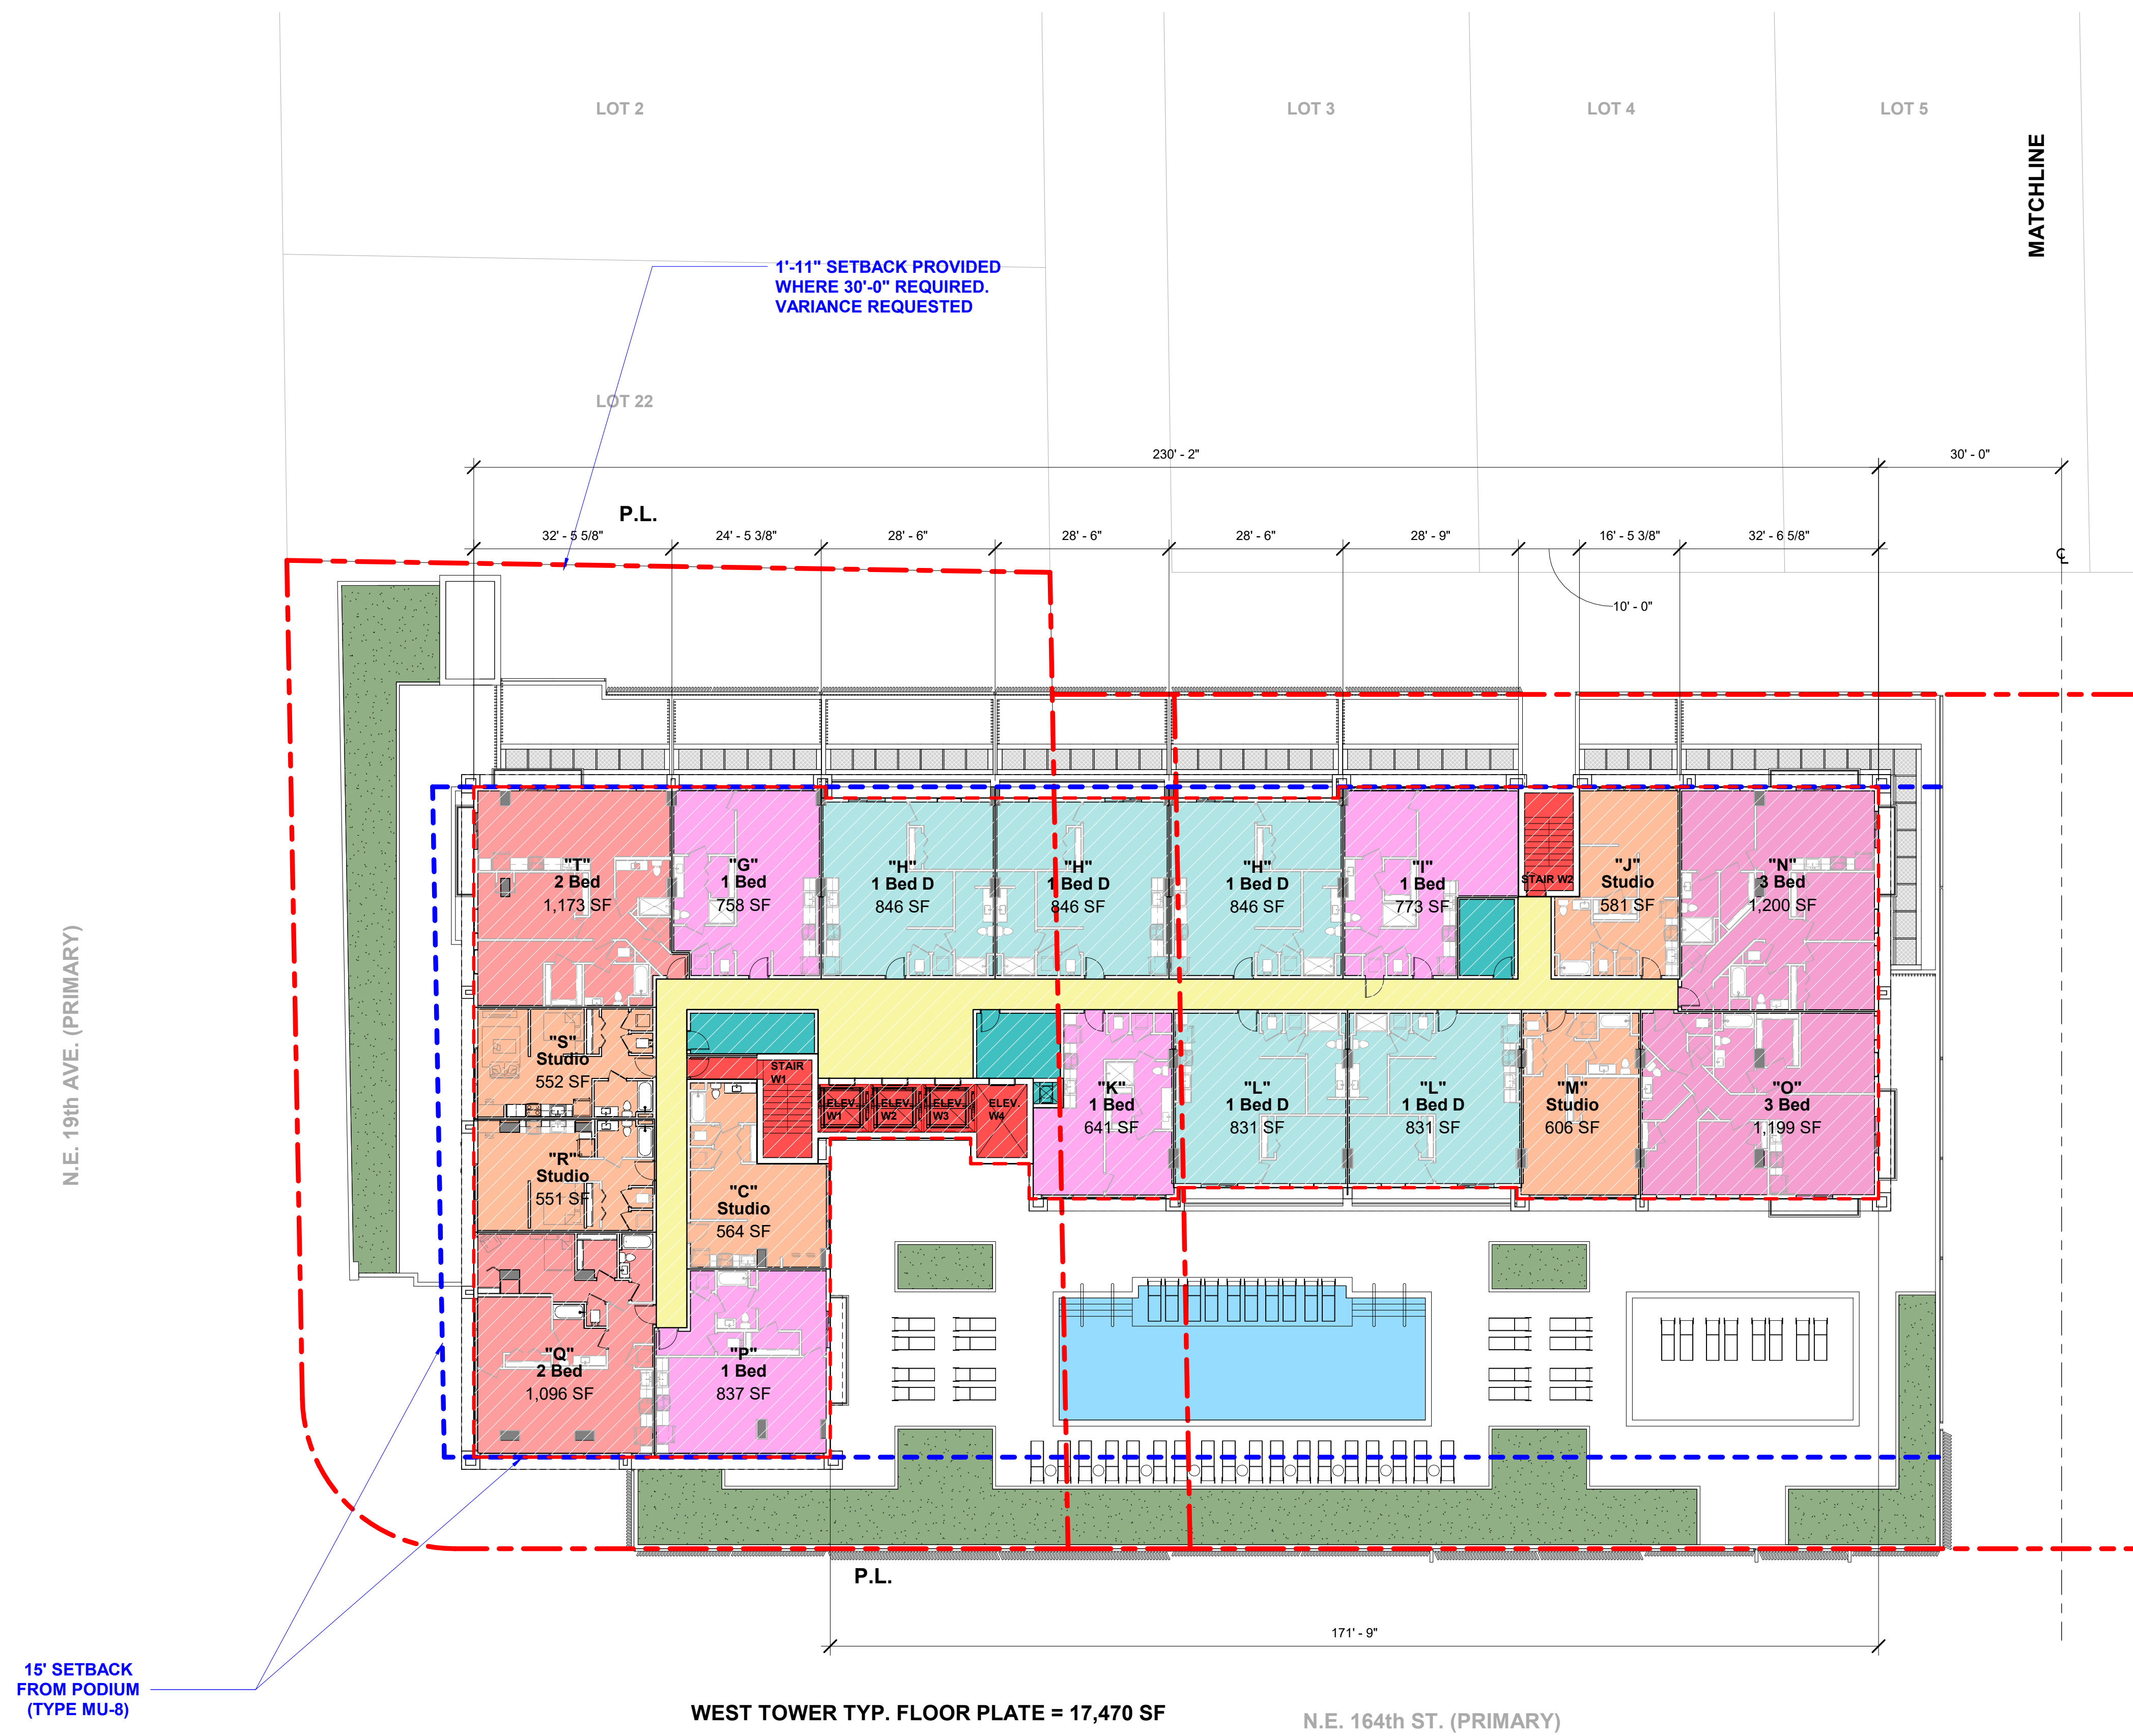 LOT 2
LOT 3
LOT 4
LOT 5
MATCHLINE
1'-11" SETBACK PROVIDED
WHERE 30'-0" REQUIRED.
VARIANCE REQUESTED
LOT 22
230' - 2"
30' - 0"
P.L.
32' - 5 5/8"
24' - 5 3/8"
28' - 6"
28' - 6"
28' - 6"
28' - 9"
16' - 5 3/8"
32' - 6 5/8"
10' - 0"
"T"
2 Bed
1,173 SF
"G"
1 Bed
758 SF
"H"
1 Bed D
846 SF
"H"
1 Bed D
846 SF
"H"
1 Bed D
846 SF
"I"
1 Bed
773 SF
STAIR W2
"J"
Studio
581 SF
"N"
3 Bed
1,200 SF
N.E. 19th AVE. (PRIMARY)
"S"
Studio
552 SF
STAIR
W1
ELEV.
W1
ELEV.
W2
ELEV.
W3
ELEV.
W4
"K"
1 Bed
641 SF
"L"
1 Bed D
831 SF
"L"
1 Bed D
831 SF
"M"
Studio
606 SF
"O"
3 Bed
1,199 SF
"R"
Studio
551 SF
"C"
Studio
564 SF
"Q"
2 Bed
1,096 SF
"P"
1 Bed
837 SF
P.L.
171' - 9"
15' SETBACK
FROM PODIUM
(TYPE MU-8)
WEST TOWER TYP. FLOOR PLATE = 17,470 SF
N.E. 164th ST. (PRIMARY)